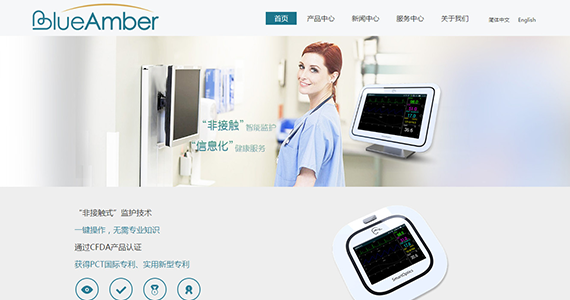 BlueAmber
首页 产品中心 新闻中心 服务中心 关于我们 简体中文 English
“非接触”智能监护
“信息化”健康服务
“非接触式”监护技术
一键操作，无需专业知识
通过CFDA产品认证
获得PCT国际专利、实用新型专利
SmartOptics